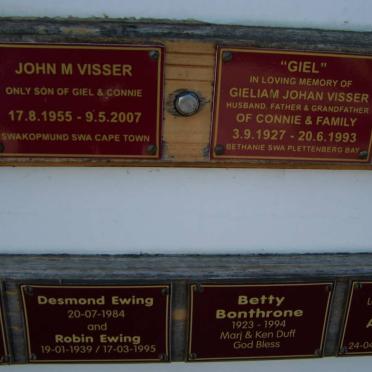 JOHN M VISSER
ONLY SON OF GIEL & CONNIE
17.8.1955 - 9.5.2007
SWAKOPMUND SWA CAPE TOWN
"GIEL"
IN LOVING MEMORY OF
GIELIAM JOHAN VISSER
HUSBAND, FATHER & GRANDFATHER
OF CONNIE & FAMILY
3.9.1927 - 20.6.1993
BETHANIE SWA PLETTENBERG BAY
Desmond Ewing
20-07-1984
and
Robin Ewing
19-01-1939 / 17-03-1995
Betty
Bonthrone
1923 - 1994
Marj & Ken Duff
God Bless
24-04